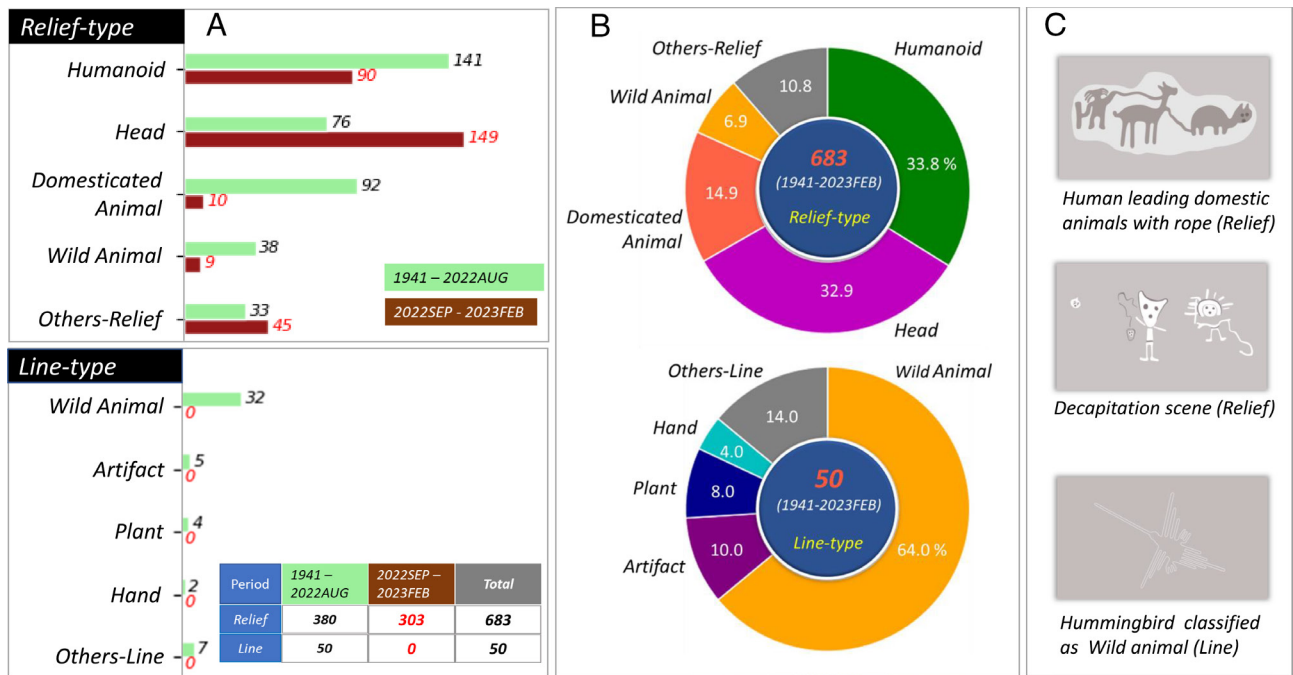 A
Relief-type
Humanoid
141
90
Head
76
149
Domesticated
Animal
92
10
Wild Animal
38
9
Others-Relief
33
45
1941 – 2022AUG
2022SEP - 2023FEB
Line-type
Wild Animal
32
0
Artifact
5
0
Plant
4
0
Hand
2
0
Others-Line
7
0
Period
1941 –
2022AUG
2022SEP –
2023FEB
Total
Relief
380
303
683
Line
50
0
50
B
Others-Relief
Humanoid
Wild Animal
10.8
6.9
33.8 %
14.9
Domesticated
Animal
32.9
Head
683
(1941-2023FEB)
Relief-type
Others-Line
Wild Animal
14.0
Hand
4.0
Plant
8.0
10.0
Artifact
64.0 %
50
(1941-2023FEB)
Line-type
C
Human leading domestic
animals with rope (Relief)
Decapitation scene (Relief)
Hummingbird classified
as Wild animal (Line)